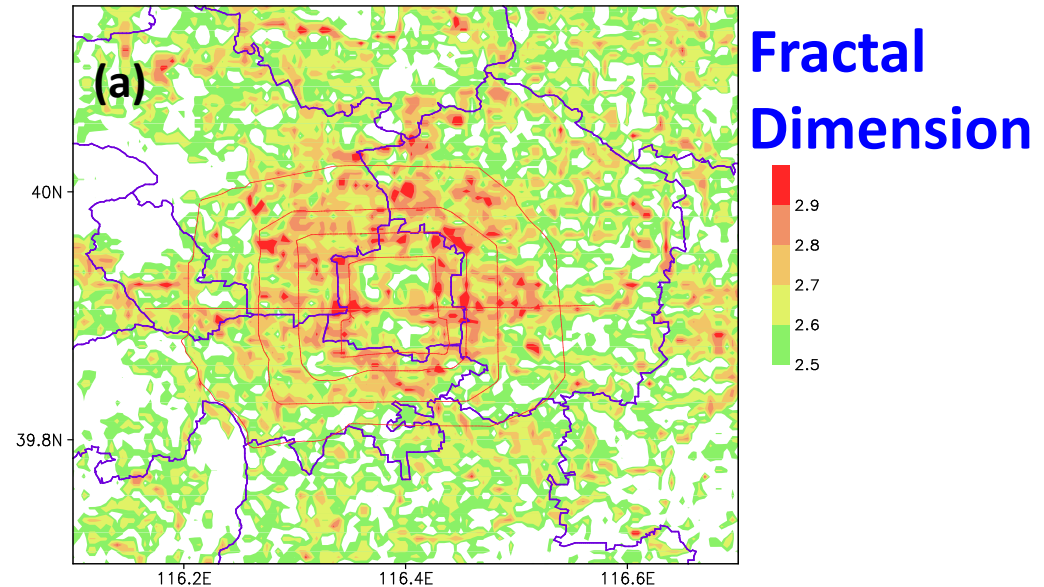 (a)
Fractal
Dimension
2.9
2.8
2.7
2.6
2.5
40N
39.8N
116.2E 116.4E 116.6E